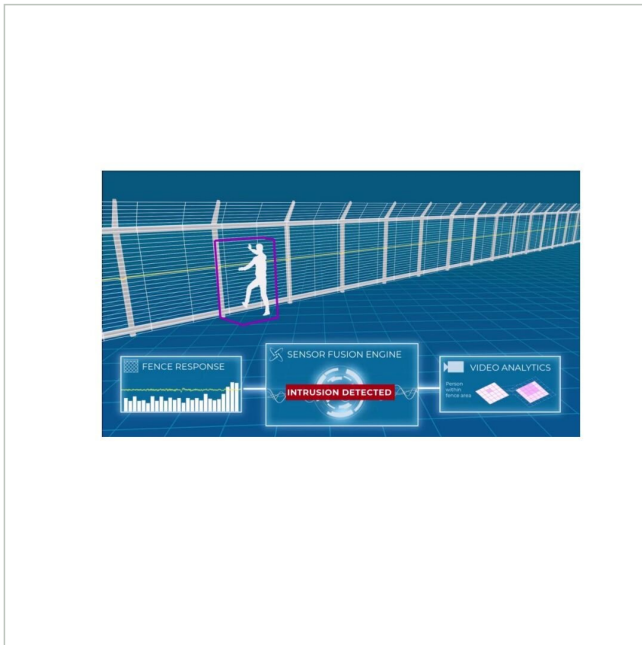 FENCE RESPONSE
SENSOR FUSION ENGINE
INTRUSION DETECTED
VIDEO ANALYTICS
Person
within
fence area